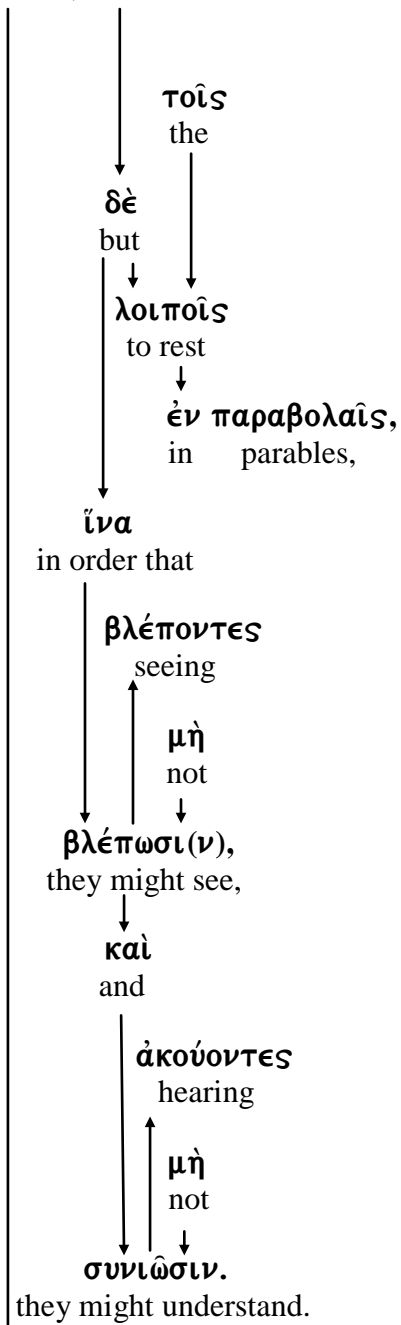 τοῖς
the
δὲ
but
λοιποῖς
to rest
ἐν παραβολαῖς,
in parables,
ἵνα
in order that
βλέποντες
seeing
μὴ
not
βλέπωσι(ν),
they might see,
καὶ
and
ἀκούοντες
hearing
μὴ
not
συνιῶσιν.
they might understand.